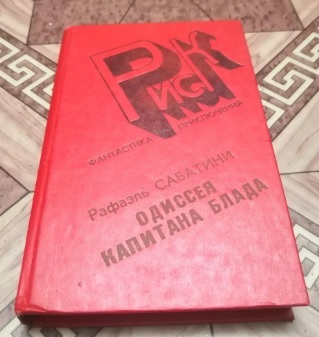 РИСК
ФАНТАСТИКА ПРИКЛЮЧЕНИЯ
Рафаэль САБАТИНИ
ОДИССЕЯ
КАПИТАНА БЛАДА